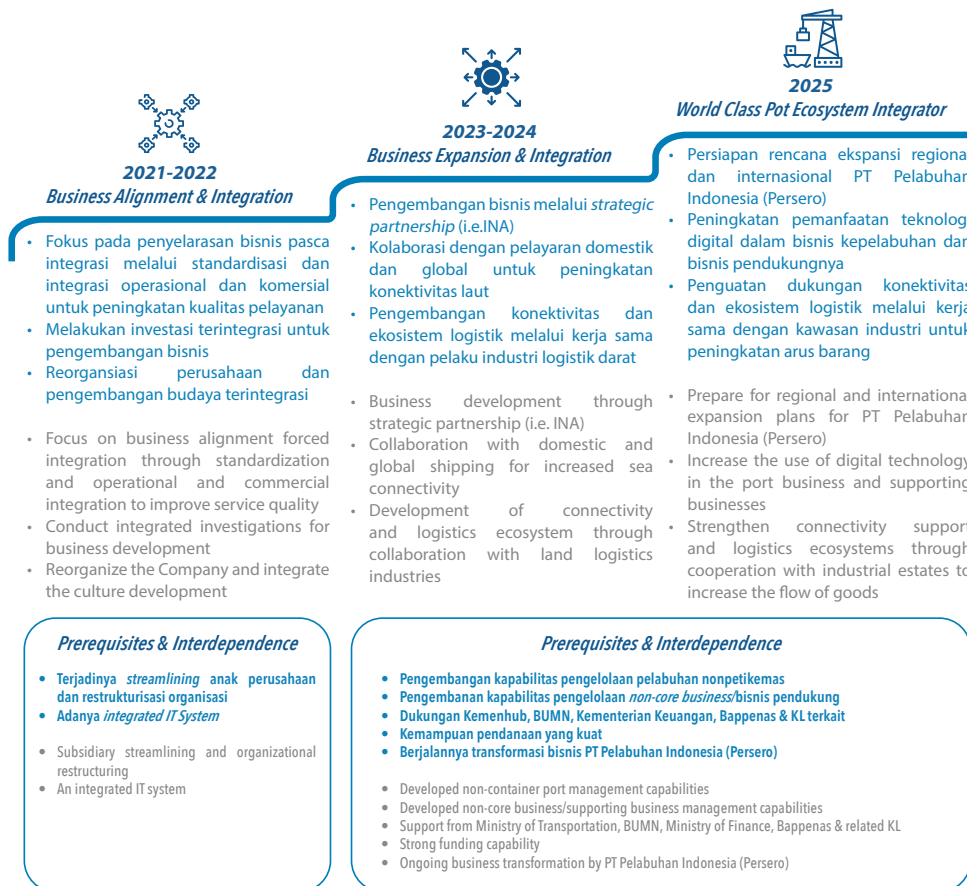 2021-2022
Business Alignment & Integration
• Fokus pada penyelarasan bisnis pasca
integrasi melalui standardisasi dan
integrasi operasional dan komersial
untuk peningkatan kualitas pelayanan
• Melakukan investasi terintegrasi untuk
pengembangan bisnis
• Reorgansiasi perusahaan dan
pengembangan budaya terintegrasi
• Focus on business alignment forced
integration through standardization
and operational and commercial
integration to improve service quality
• Conduct integrated investigations for
business development
• Reorganize the Company and integrate
the culture development
2023-2024
Business Expansion & Integration
• Pengembangan bisnis melalui strategic
partnership (i.e.INA)
• Kolaborasi dengan pelayaran domestik
dan global untuk peningkatan
konektivitas laut
• Pengembangan konektivitas dan
ekosistem logistik melalui kerja sama
dengan pelaku industri logistik darat
• Business development through
strategic partnership (i.e. INA)
• Collaboration with domestic and
global shipping for increased sea
connectivity
• Development of connectivity
and logistics ecosystem through
collaboration with land logistics
industries
2025
World Class Pot Ecosystem Integrator
• Persiapan rencana ekspansi regional
dan internasional PT Pelabuhan
Indonesia (Persero)
• Peningkatan pemanfaatan teknologi
digital dalam bisnis kepelabuhan dan
bisnis pendukungnya
• Penguatan dukungan konektivitas
dan ekosistem logistik melalui kerja
sama dengan kawasan industri untuk
peningkatan arus barang
• Prepare for regional and international
expansion plans for PT Pelabuhan
Indonesia (Persero)
• Increase the use of digital technology
in the port business and supporting
businesses
• Strengthen connectivity support
and logistics ecosystems through
cooperation with industrial estates to
increase the flow of goods
Prerequisites & Interdependence
• Terjadinya streamlining anak perusahaan
dan restrukturisasi organisasi
• Adanya integrated IT System
• Subsidiary streamlining and organizational
restructuring
• An integrated IT system
Prerequisites & Interdependence
• Pengembangan kapabilitas pengelolaan pelabuhan nonpetikemas
• Pengembanan kapabilitas pengelolaan non-core business/bisnis pendukung
• Dukungan Kemenhub, BUMN, Kementerian Keuangan, Bappenas & KL terkait
• Kemampuan pendanaan yang kuat
• Berjalannya transformasi bisnis PT Pelabuhan Indonesia (Persero)
• Developed non-container port management capabilities
• Developed non-core business/supporting business management capabilities
• Support from Ministry of Transportation, BUMN, Ministry of Finance, Bappenas & related KL
• Strong funding capability
• Ongoing business transformation by PT Pelabuhan Indonesia (Persero)